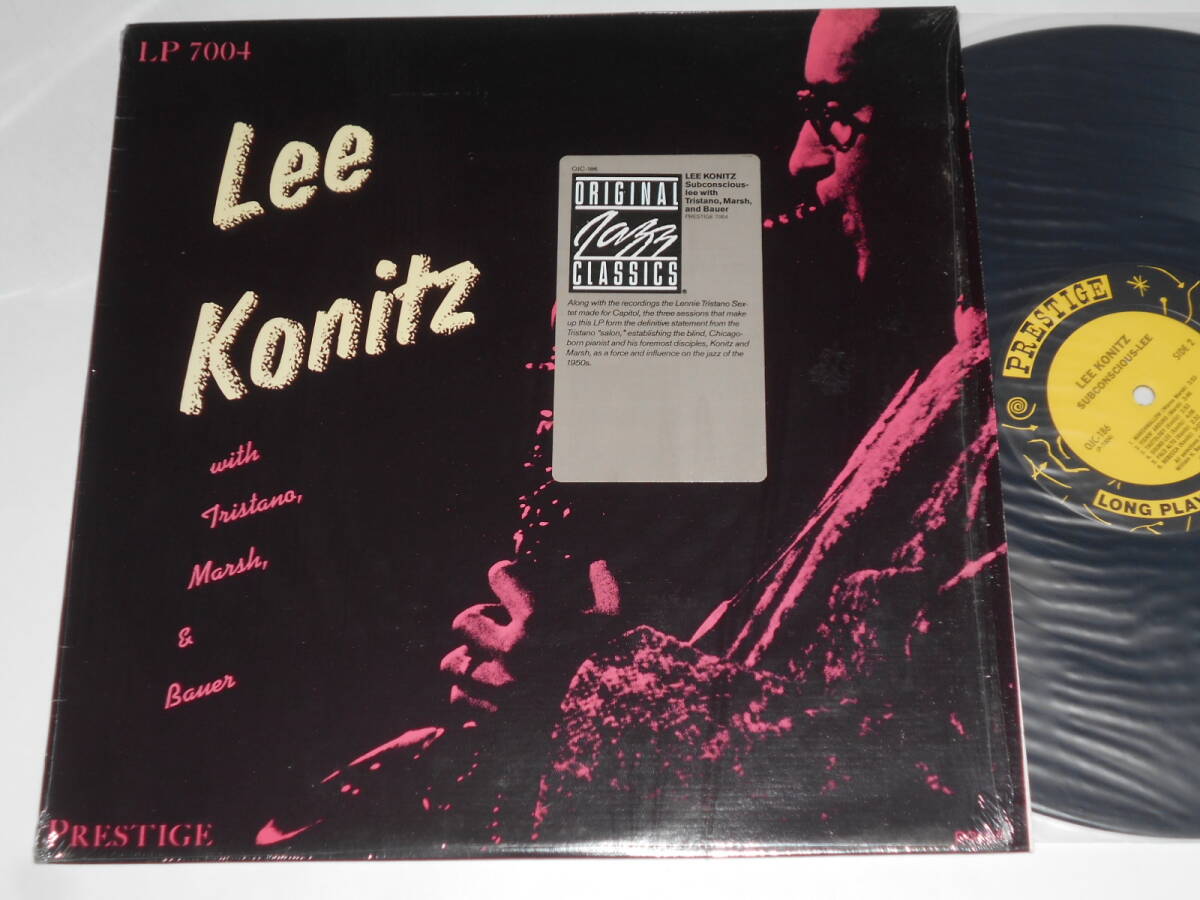 LP 7004
Lee
Konitz
with
Tristano,
Marsh,
&
Bauer
PRESTIGE
OJC-186
ORIGINAL
Jazz
CLASSICS
®
LEE KONITZ
Subconscious-
lee with
Tristano, Marsh,
and Bauer
PRESTIGE 7004
Along with the recordings the Lennie Tristano Sex-
tet made for Capitol, the three sessions that make
up this LP form the definitive statement from the
Tristano "salon," establishing the blind, Chicago-
born pianist and his foremost disciples, Konitz and
Marsh, as a force and influence on the jazz of the
1950s.
PRESTIGE
LEE KONITZ
SUBCONSCIOUS-LEE
SIDE 2
OJC-186
LONG PLAY